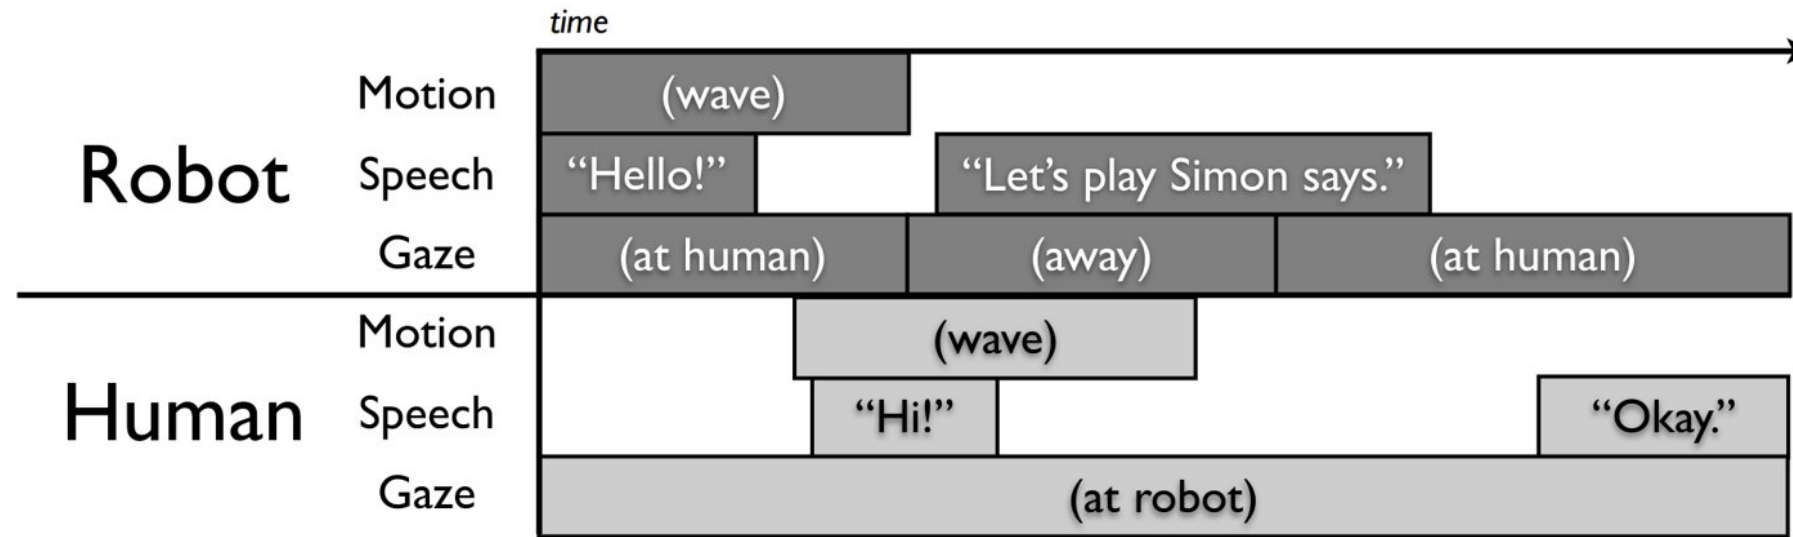 time
Motion (wave)
Robot Speech “Hello!” “Let’s play Simon says.”
Gaze (at human) (away) (at human)
Motion (wave)
Human Speech “Hi!” “Okay.”
Gaze (at robot)